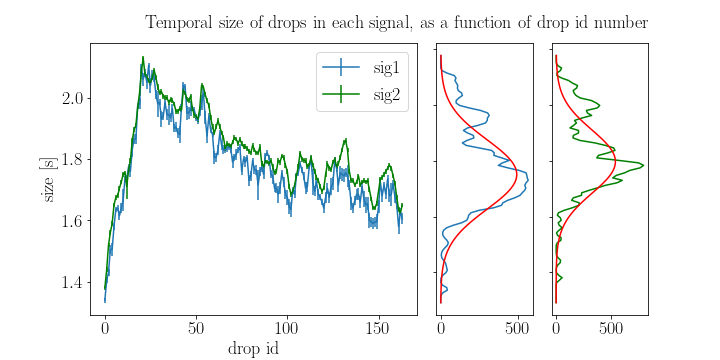 Temporal size of drops in each signal, as a function of drop id number
sig1
sig2
size [s]
2.0
1.8
1.6
1.4
0 50 100 150
0 500
0 500
drop id